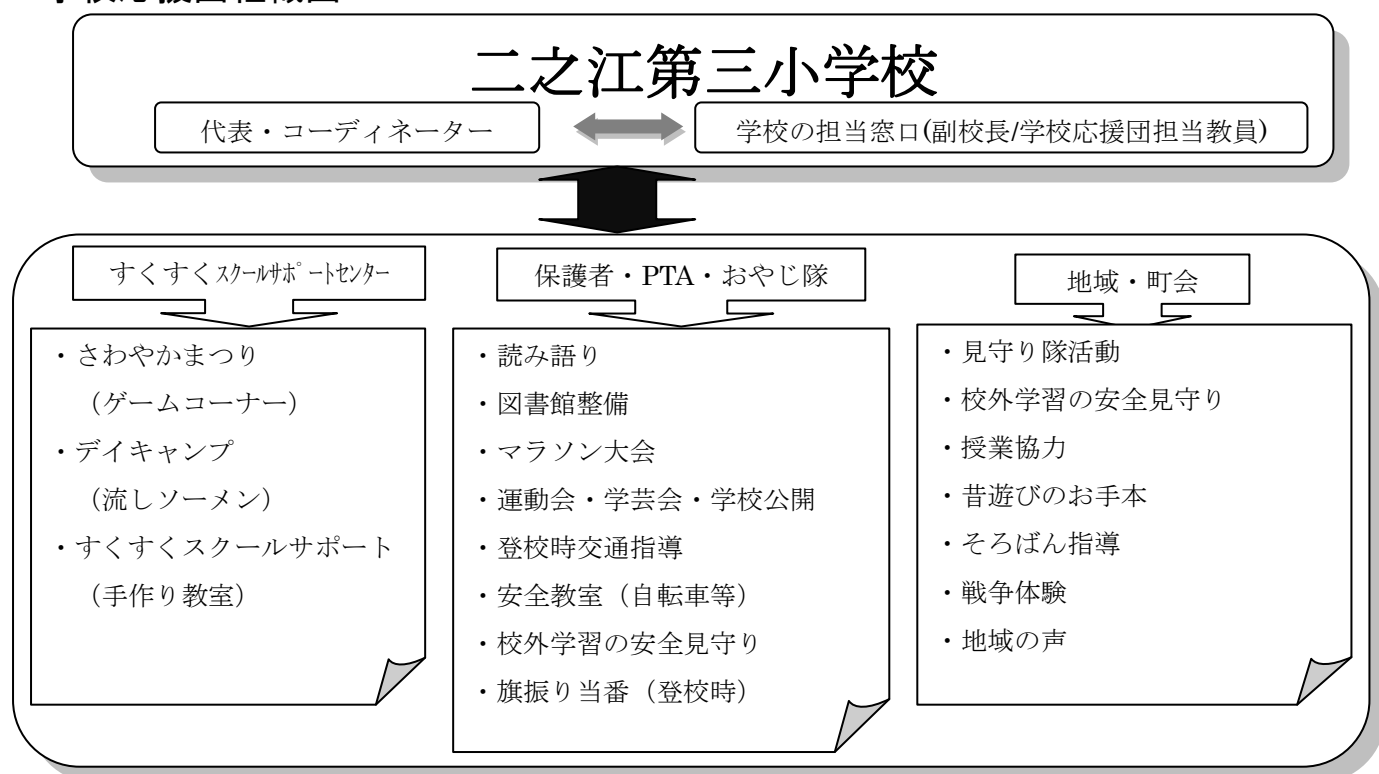 二之江第三小学校
代表・コーディネーター
学校の担当窓口(副校長/学校応援団担当教員)
すくすくｽｸｰﾙｻﾎﾟｰﾄｾﾝﾀｰ
・さわやかまつり
（ゲームコーナー）
・デイキャンプ
（流しソーメン）
・すくすくスクールサポート
（手作り教室）
保護者・PTA・おやじ隊
・読み語り
・図書館整備
・マラソン大会
・運動会・学芸会・学校公開
・登校時交通指導
・安全教室（自転車等）
・校外学習の安全見守り
・旗振り当番（登校時）
地域・町会
・見守り隊活動
・校外学習の安全見守り
・授業協力
・昔遊びのお手本
・そろばん指導
・戦争体験
・地域の声